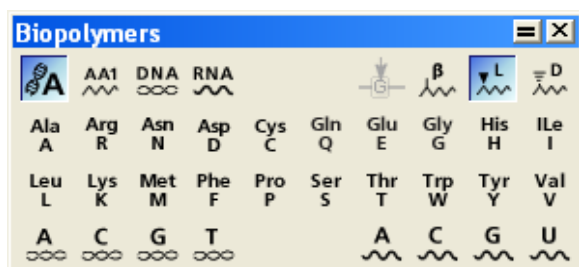 Biopolymers
A AA1 DNA RNA G β L D
Ala Arg Asn Asp Cys Gln Glu Gly His ILe
A R N D C Q E G H I
Leu Lys Met Phe Pro Ser Thr Trp Tyr Val
L K M F P S T W Y V
A C G T A C G U